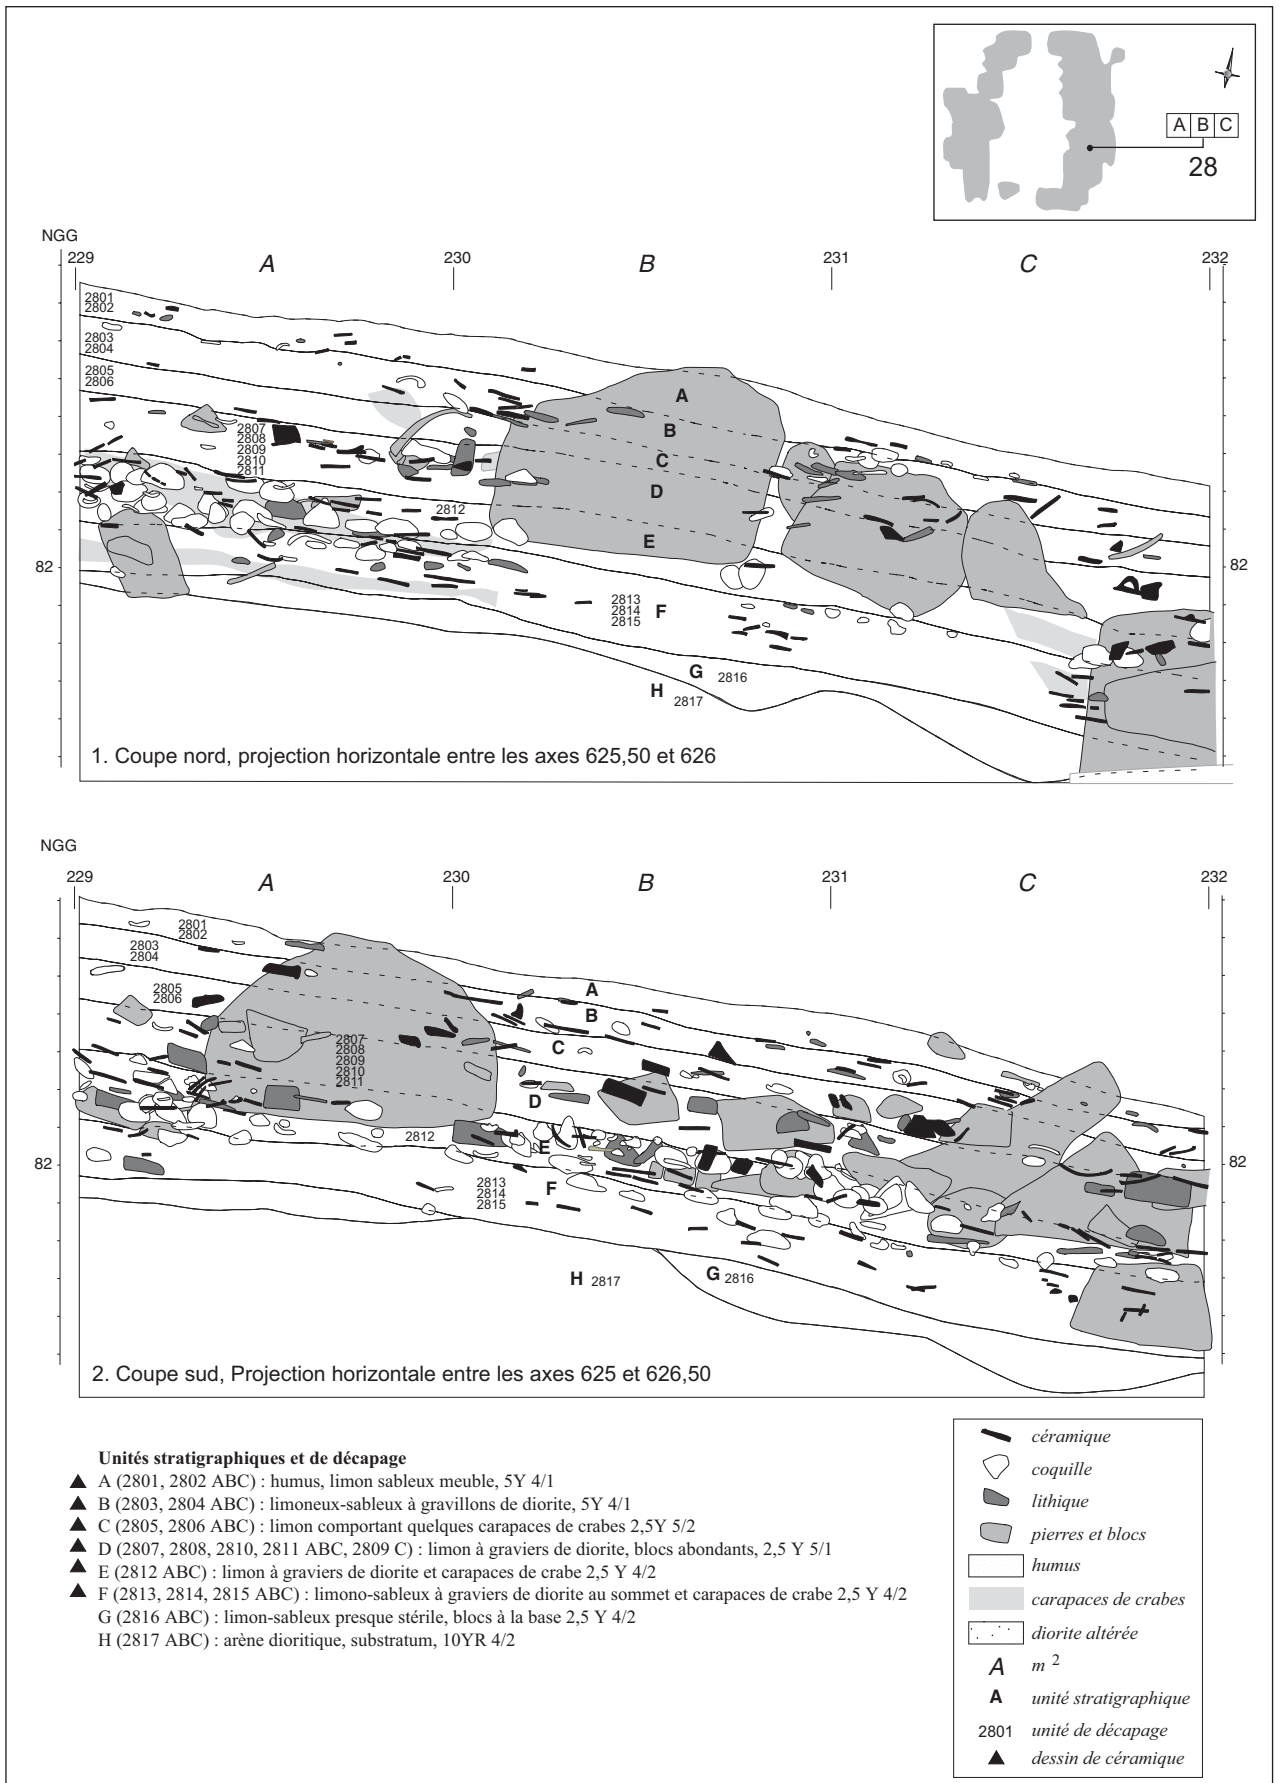 A B C
28
NGG
229 A 230 B 231 C 232
2801
2802
2803
2804
2805
2806
2807
2808
2809
2810
2811
2812
A
B
C
D
E
82
82
2813
2814
2815
F
G 2816
H 2817
1. Coupe nord, projection horizontale entre les axes 625,50 et 626
NGG
229 A 230 B 231 C 232
2801
2802
2803
2804
2805
2806
2807
2808
2809
2810
2811
2812
A
B
C
D
E
82
82
2813
2814
2815
F
H 2817
G 2816
2. Coupe sud, Projection horizontale entre les axes 625 et 626,50
Unités stratigraphiques et de décapage
A (2801, 2802 ABC) : humus, limon sableux meuble, 5Y 4/1
B (2803, 2804 ABC) : limoneux-sableux à gravillons de diorite, 5Y 4/1
C (2805, 2806 ABC) : limon comportant quelques carapaces de crabes 2,5Y 5/2
D (2807, 2808, 2810, 2811 ABC, 2809 C) : limon à graviers de diorite, blocs abondants, 2,5 Y 5/1
E (2812 ABC) : limon à graviers de diorite et carapaces de crabe 2,5 Y 4/2
F (2813, 2814, 2815 ABC) : limono-sableux à graviers de diorite au sommet et carapaces de crabe 2,5 Y 4/2
G (2816 ABC) : limon-sableux presque stérile, blocs à la base 2,5 Y 4/2
H (2817 ABC) : arène dioritique, substratum, 10YR 4/2
céramique
coquille
lithique
pierres et blocs
humus
carapaces de crabes
diorite altérée
A m 2
A unité stratigraphique
2801 unité de décapage
dessin de céramique